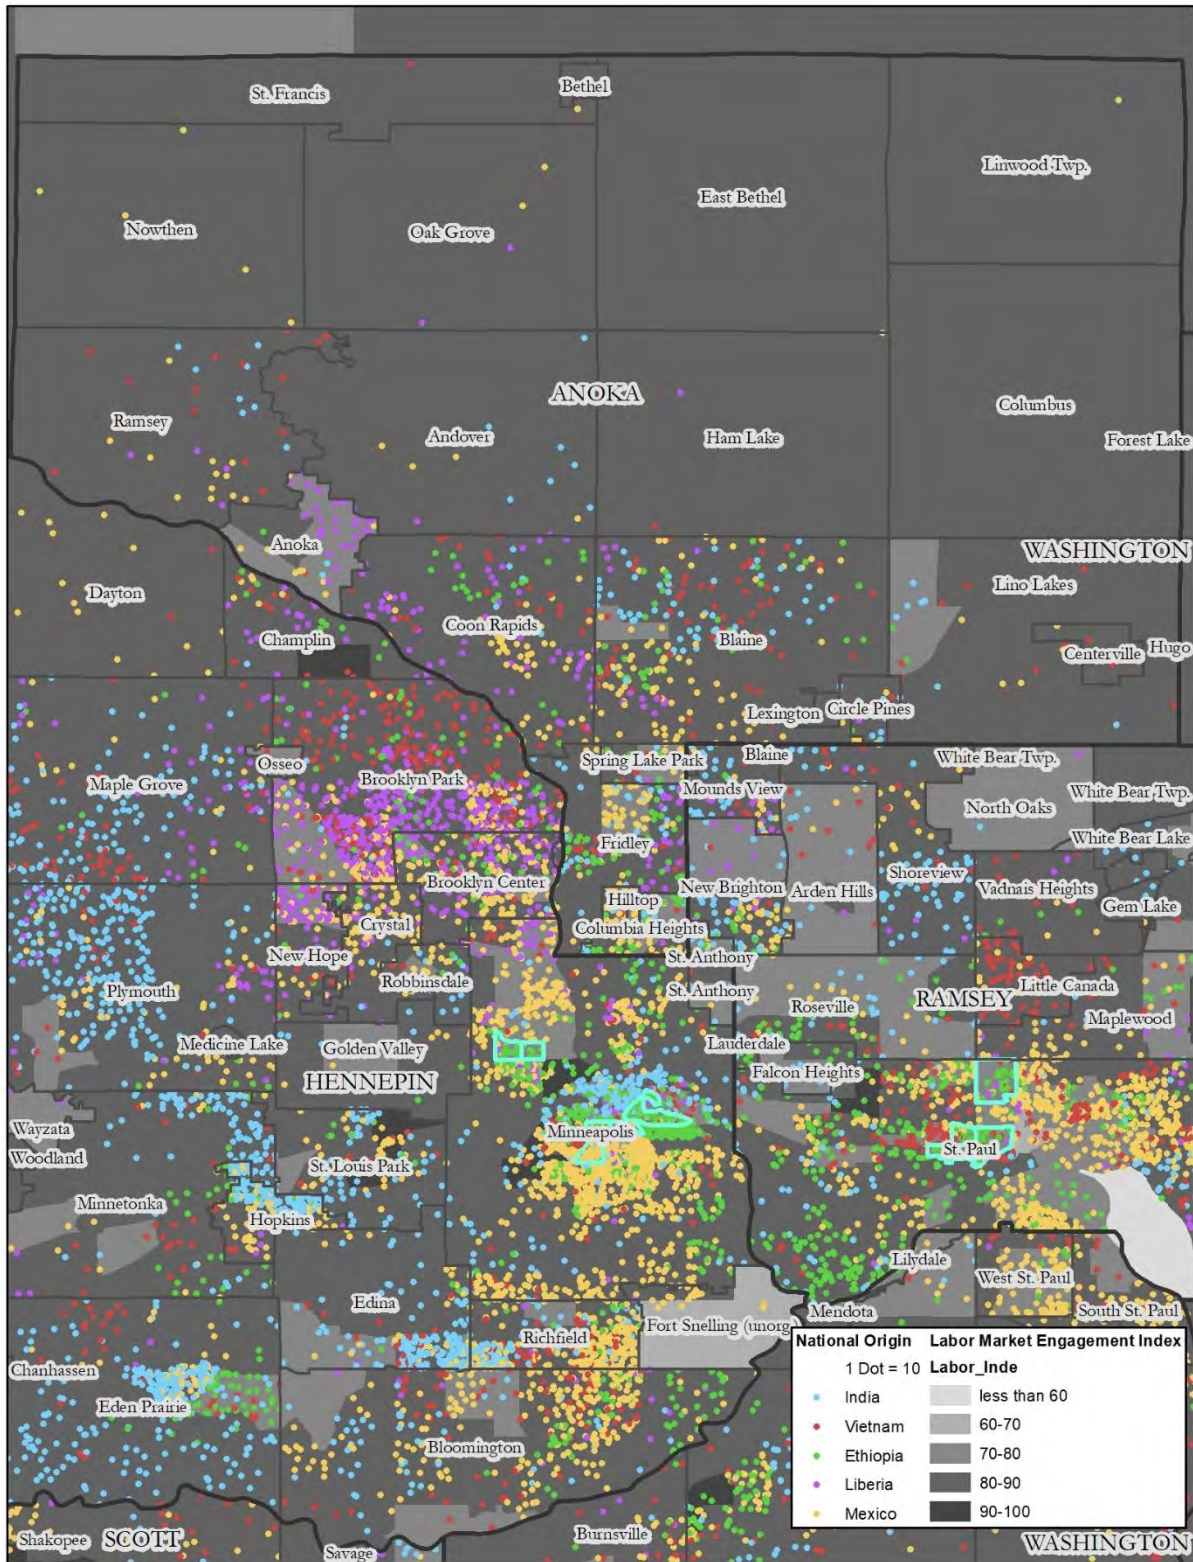 Bethel
St. Francis
Linwood Twp.
East Bethel
Nowthen
Oak Grove
ANOKA
Columbus
Ramsey
Andover
Ham Lake
Forest Lake
Anoka
WASHINGTON
Dayton
Lino Lakes
Coon Rapids
Champlin
Blaine
Centerville
Hugo
Lexington
Circle Pines
Osseo
Spring Lake Park
Blaine
White Bear Twp.
Maple Grove
Brooklyn Park
Mounds View
North Oaks
White Bear Twp.
Fridley
White Bear Lake
Brooklyn Center
New Brighton
Arden Hills
Shoreview
Vadnais Heights
Hilltop
Gem Lake
Crystal
Columbia Heights
New Hope
St. Anthony
Robbinsdale
Plymouth
St. Anthony
Roseville
RAMSEY
Little Canada
Maplewood
Medicine Lake
Golden Valley
Lauderdale
HENNEPIN
Falcon Heights
Wayzata
Minneapolis
Woodland
St. Louis Park
St. Paul
Minnetonka
Hopkins
Lilydale
West St. Paul
Edina
Mendota
South St. Paul
Richfield
Fort Snelling (unorg.)
Chanhassen
Eden Prairie
Bloomington
Shakopee
SCOTT
Burnsville
Savage
WASHINGTON
National Origin
1 Dot = 10
India
Vietnam
Ethiopia
Liberia
Mexico
Labor Market Engagement Index
Labor_Inde
less than 60
60-70
70-80
80-90
90-100